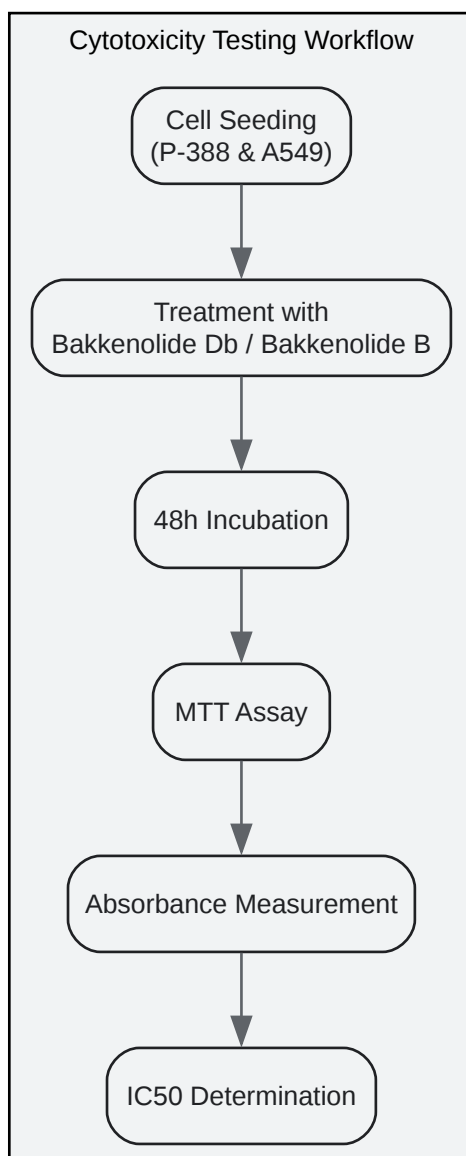 Cytotoxicity Testing Workflow
Cell Seeding
(P-388 & A549)
Treatment with
Bakkenolide Db / Bakkenolide B
48h Incubation
MTT Assay
Absorbance Measurement
IC50 Determination